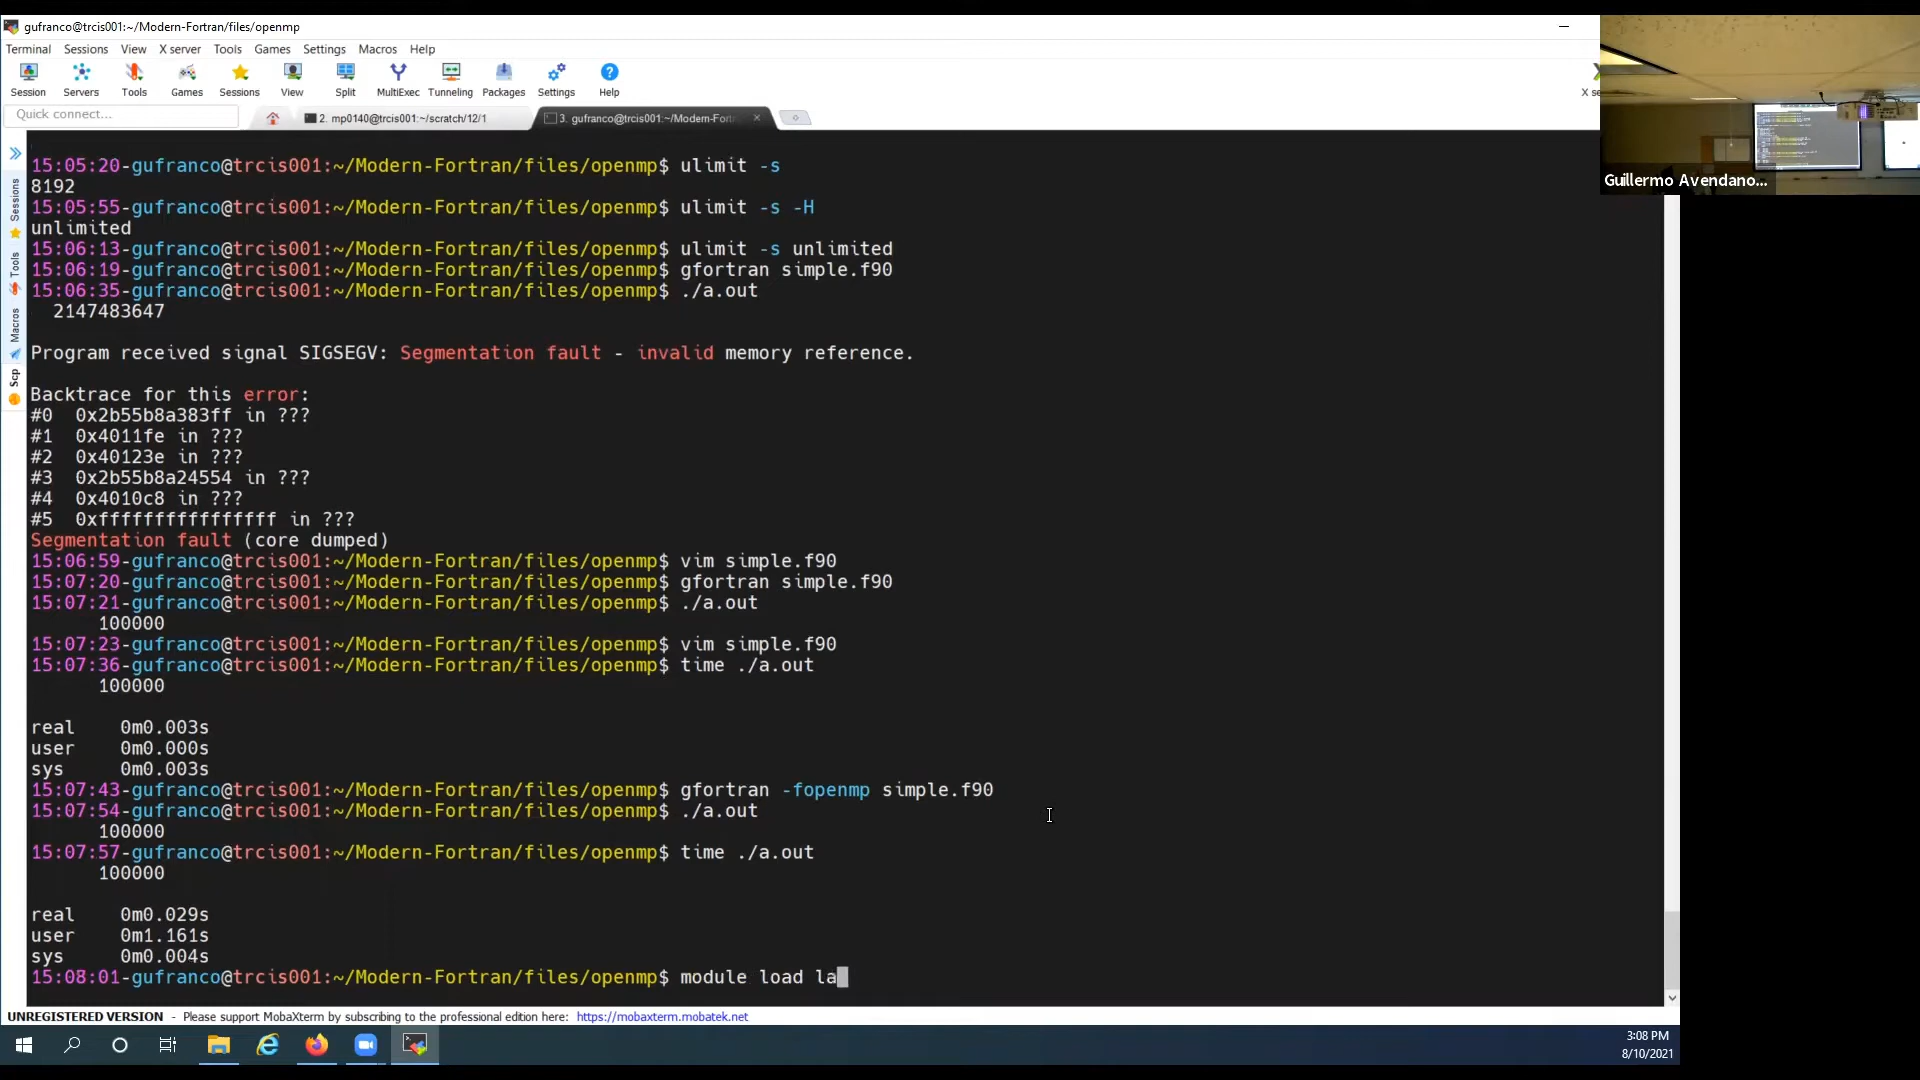 gufranco@trcis001:~/Modern-Fortran/files/openmp
Terminal Sessions View X server Tools Games Settings Macros Help
Session Servers Tools Games Sessions View Split MultiExec Tunneling Packages Settings Help
X se
Quick connect...
2. mp0140@trcis001:~/scratch/12/1
3. gufranco@trcis001:~/Modern-Fort
Guillermo Avendano...
Sessions
Tools
Macros
Scp
15:05:20-gufranco@trcis001:~/Modern-Fortran/files/openmp$ ulimit -s
8192
15:05:55-gufranco@trcis001:~/Modern-Fortran/files/openmp$ ulimit -s -H
unlimited
15:06:13-gufranco@trcis001:~/Modern-Fortran/files/openmp$ ulimit -s unlimited
15:06:19-gufranco@trcis001:~/Modern-Fortran/files/openmp$ gfortran simple.f90
15:06:35-gufranco@trcis001:~/Modern-Fortran/files/openmp$ ./a.out
2147483647
Program received signal SIGSEGV: Segmentation fault - invalid memory reference.
Backtrace for this error:
#0 0x2b55b8a383ff in ???
#1 0x4011fe in ???
#2 0x40123e in ???
#3 0x2b55b8a24554 in ???
#4 0x4010c8 in ???
#5 0xffffffffffffffff in ???
Segmentation fault (core dumped)
15:06:59-gufranco@trcis001:~/Modern-Fortran/files/openmp$ vim simple.f90
15:07:20-gufranco@trcis001:~/Modern-Fortran/files/openmp$ gfortran simple.f90
15:07:21-gufranco@trcis001:~/Modern-Fortran/files/openmp$ ./a.out
100000
15:07:23-gufranco@trcis001:~/Modern-Fortran/files/openmp$ vim simple.f90
15:07:36-gufranco@trcis001:~/Modern-Fortran/files/openmp$ time ./a.out
100000
real 0m0.003s
user 0m0.000s
sys 0m0.003s
15:07:43-gufranco@trcis001:~/Modern-Fortran/files/openmp$ gfortran -fopenmp simple.f90
15:07:54-gufranco@trcis001:~/Modern-Fortran/files/openmp$ ./a.out
100000
15:07:57-gufranco@trcis001:~/Modern-Fortran/files/openmp$ time ./a.out
100000
real 0m0.029s
user 0m1.161s
sys 0m0.004s
15:08:01-gufranco@trcis001:~/Modern-Fortran/files/openmp$ module load la
UNREGISTERED VERSION - Please support MobaXterm by subscribing to the professional edition here: https://mobaxterm.mobatek.net
3:08 PM
8/10/2021